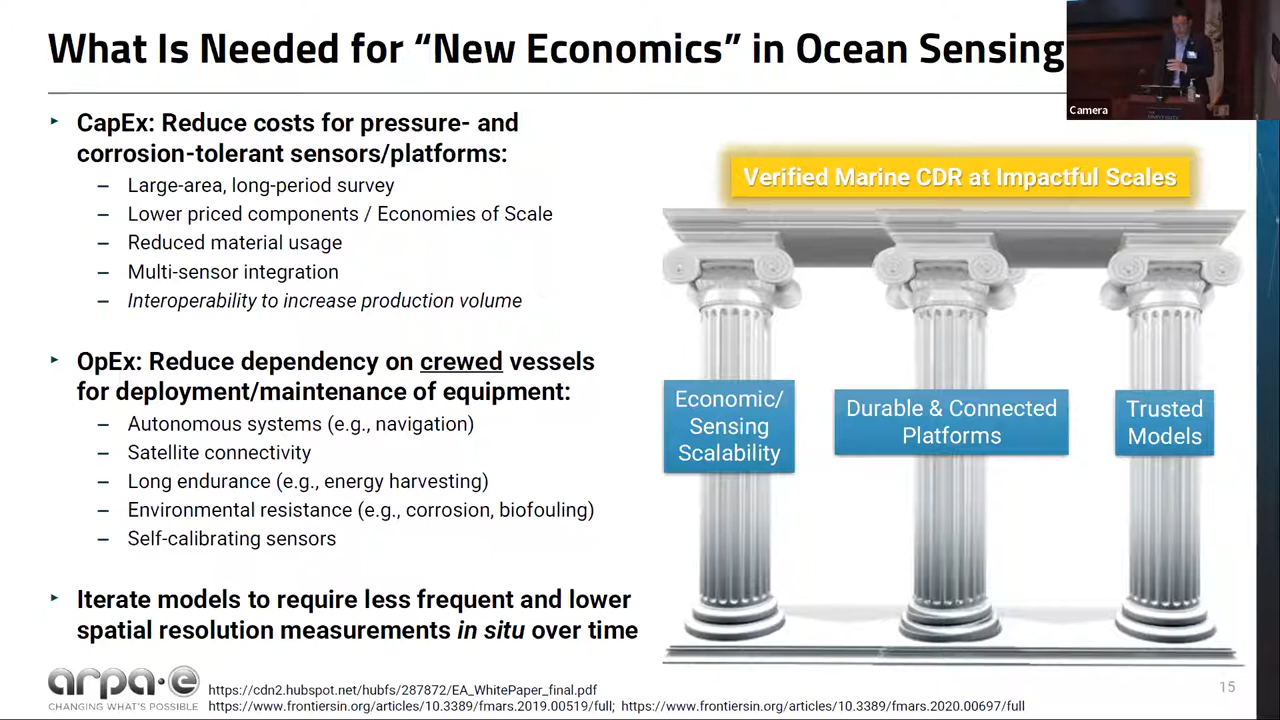 What Is Needed for “New Economics” in Ocean Sensing
Camera
‣ CapEx: Reduce costs for pressure- and
corrosion-tolerant sensors/platforms:
– Large-area, long-period survey
– Lower priced components / Economies of Scale
– Reduced material usage
– Multi-sensor integration
– Interoperability to increase production volume
‣ OpEx: Reduce dependency on crewed vessels
for deployment/maintenance of equipment:
– Autonomous systems (e.g., navigation)
– Satellite connectivity
– Long endurance (e.g., energy harvesting)
– Environmental resistance (e.g., corrosion, biofouling)
– Self-calibrating sensors
‣ Iterate models to require less frequent and lower
spatial resolution measurements in situ over time
Verified Marine CDR at Impactful Scales
Economic/
Sensing
Scalability
Durable & Connected
Platforms
Trusted
Models
arpa·e
CHANGING WHAT'S POSSIBLE
https://cdn2.hubspot.net/hubfs/287872/EA_WhitePaper_final.pdf
https://www.frontiersin.org/articles/10.3389/fmars.2019.00519/full; https://www.frontiersin.org/articles/10.3389/fmars.2020.00697/full
15